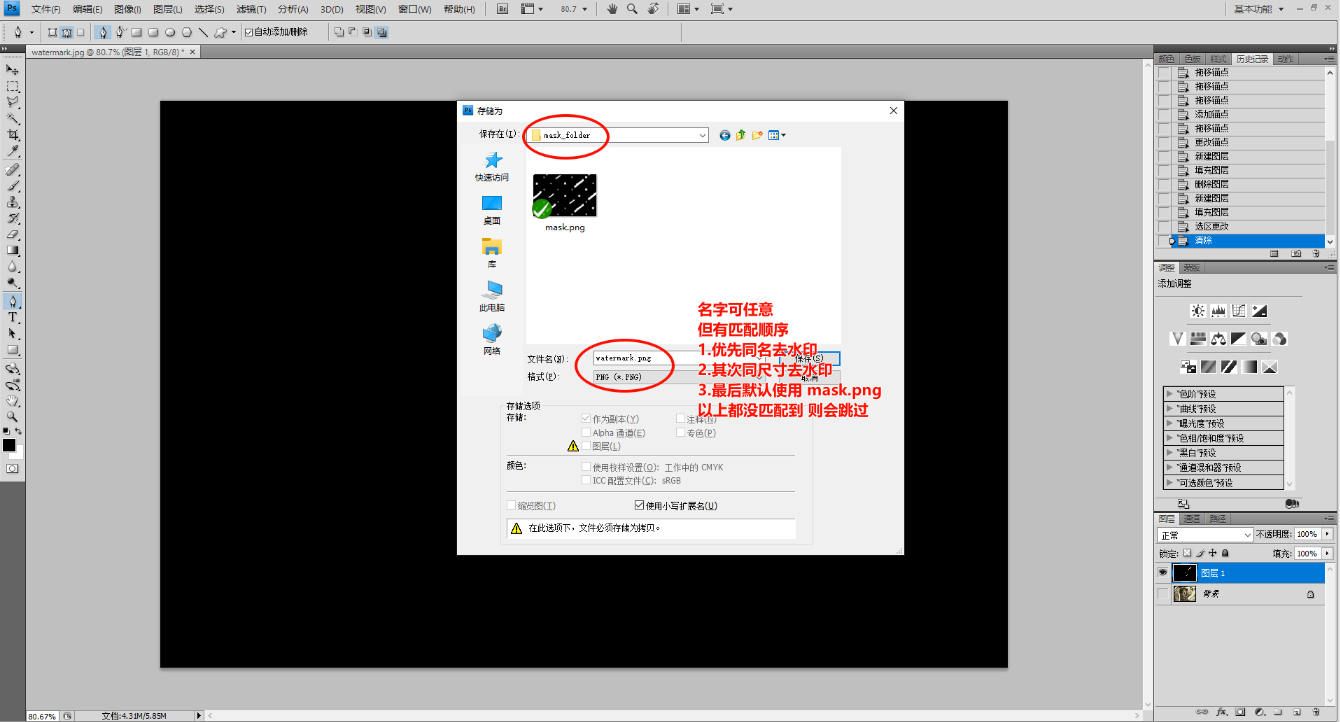 文件(F) 编辑(E) 图像(I) 图层(L) 选择(S) 滤镜(T) 分析(A) 3D(D) 视图(V) 窗口(W) 帮助(H) 80.7 基本功能
自动添加/删除
watermark.jpg @ 80.7% (图层 1, RGB/8) *
颜色 色板 样式 历史记录 动作
拖移锚点
拖移锚点
拖移锚点
添加锚点
拖移锚点
更改锚点
新建图层
填充图层
删除图层
新建图层
填充图层
选区更改
清除
存储为
保存在(I): mask_folder
快速访问
桌面
库
此电脑
网络
mask.png
名字可任意
但有匹配顺序
1.优先同名去水印
2.其次同尺寸去水印
3.最后默认使用 mask.png
以上都没匹配到 则会跳过
文件名(N): watermark.png
保存(S)
格式(F): PNG (*.PNG)
取消
存储选项
存储:
作为副本(Y) 注释(N)
Alpha 通道(E) 专色(P)
图层(L)
颜色: 使用校样设置(O): 工作中的 CMYK
ICC 配置文件(C): sRGB
缩览图(T) 使用小写扩展名(U)
在此选项下，文件必须存储为拷贝。
调整 蒙版
添加调整
“色阶”预设
“曲线”预设
“曝光度”预设
“色相/饱和度”预设
“黑白”预设
“通道混和器”预设
“可选颜色”预设
图层 通道 路径
正常 不透明度: 100%
锁定: 填充: 100%
图层 1
背景
80.67% 文档:4.31M/5.85M